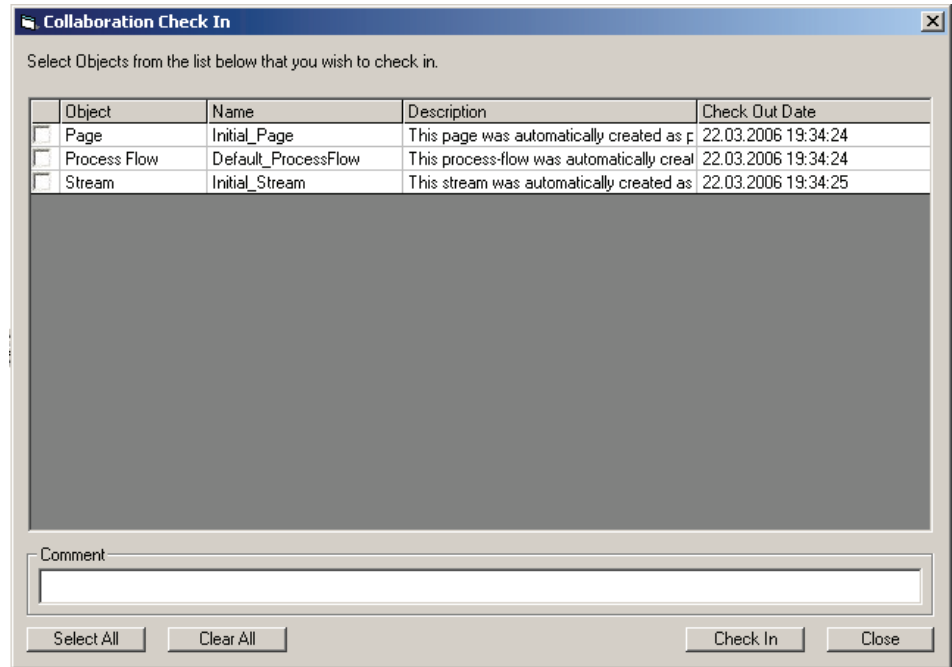 Collaboration Check In
Select Objects from the list below that you wish to check in.
Object Name Description Check Out Date
Page Initial_Page This page was automatically created as p 22.03.2006 19:34:24
Process Flow Default_ProcessFlow This process-flow was automatically creat 22.03.2006 19:34:24
Stream Initial_Stream This stream was automatically created as 22.03.2006 19:34:25
Comment
Select All Clear All Check In Close